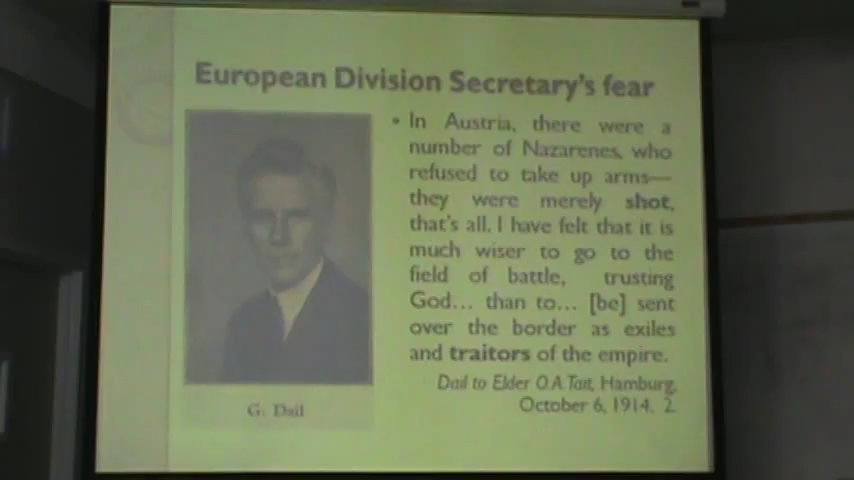 European Division Secretary's fear
• In Austria, there were a
number of Nazarenes, who
refused to take up arms—
they were merely shot,
that's all. I have felt that it is
much wiser to go to the
field of battle, trusting
God... than to... [be] sent
over the border as exiles
and traitors of the empire.
Dail to Elder O.A. Tait, Hamburg,
October 6, 1914, 2.
G. Dail